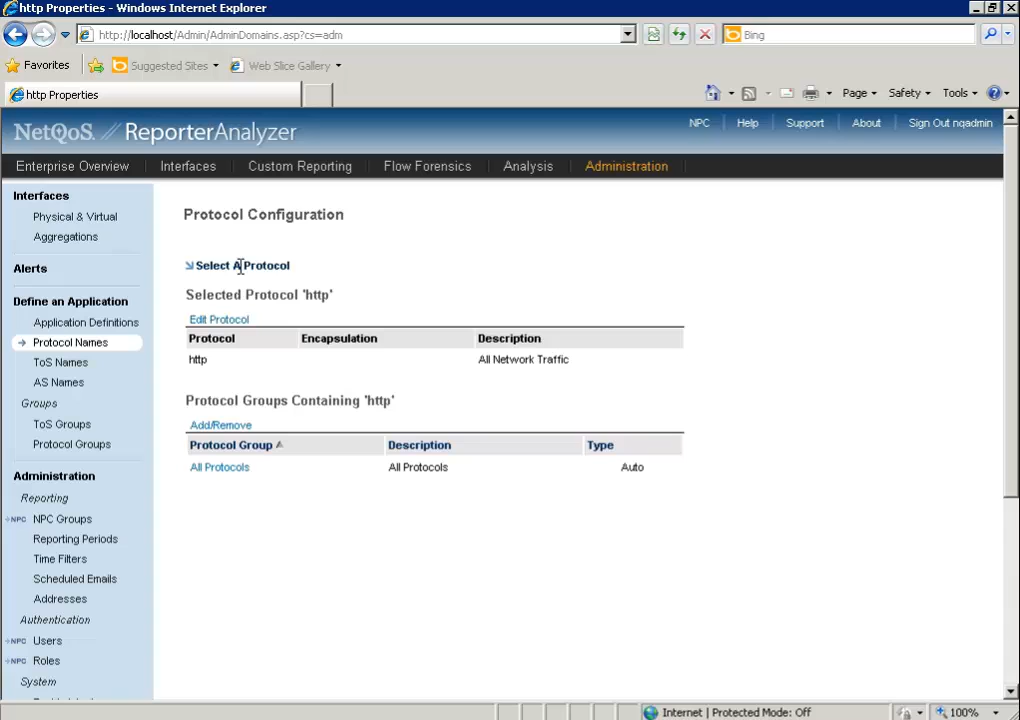 http Properties - Windows Internet Explorer
http://localhost/Admin/AdminDomains.asp?cs=adm
Bing
Favorites
Suggested Sites
Web Slice Gallery
http Properties
Page
Safety
Tools
NetQoS // ReporterAnalyzer
NPC
Help
Support
About
Sign Out nqadmin
Enterprise Overview
Interfaces
Custom Reporting
Flow Forensics
Analysis
Administration
Interfaces
Physical & Virtual
Aggregations
Alerts
Define an Application
Application Definitions
Protocol Names
ToS Names
AS Names
Groups
ToS Groups
Protocol Groups
Administration
Reporting
NPC NPC Groups
Reporting Periods
Time Filters
Scheduled Emails
Addresses
Authentication
NPC Users
NPC Roles
System
Protocol Configuration
Select A Protocol
Selected Protocol 'http'
Edit Protocol
Protocol Encapsulation Description
http All Network Traffic
Protocol Groups Containing 'http'
Add/Remove
Protocol Group Description Type
All Protocols All Protocols Auto
Internet | Protected Mode: Off
100%